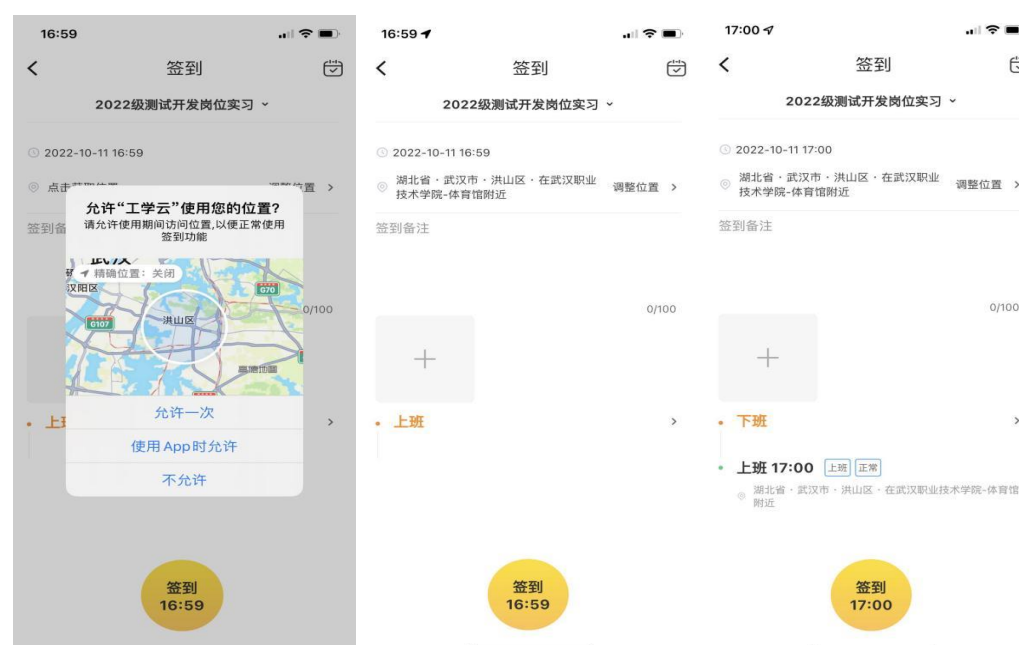 16:59
签到
2022级测试开发岗位实习
2022-10-11 16:59
点击获取位置
调整位置
签到备
允许“工学云”使用您的位置?
请允许使用期间访问位置,以便正常使用
签到功能
武汉
精确位置：关闭
汉阳区
G70
洪山区
G107
高德地图
0/100
允许一次
上班
使用App时允许
不允许
签到
16:59
16:59
签到
2022级测试开发岗位实习
2022-10-11 16:59
湖北省 · 武汉市 · 洪山区 · 在武汉职业
技术学院-体育馆附近
调整位置
签到备注
0/100
上班
签到
16:59
17:00
签到
2022级测试开发岗位实习
2022-10-11 17:00
湖北省 · 武汉市 · 洪山区 · 在武汉职业
技术学院-体育馆附近
调整位置
签到备注
0/100
下班
上班 17:00 上班 正常
湖北省 · 武汉市 · 洪山区 · 在武汉职业技术学院-体育馆
附近
签到
17:00